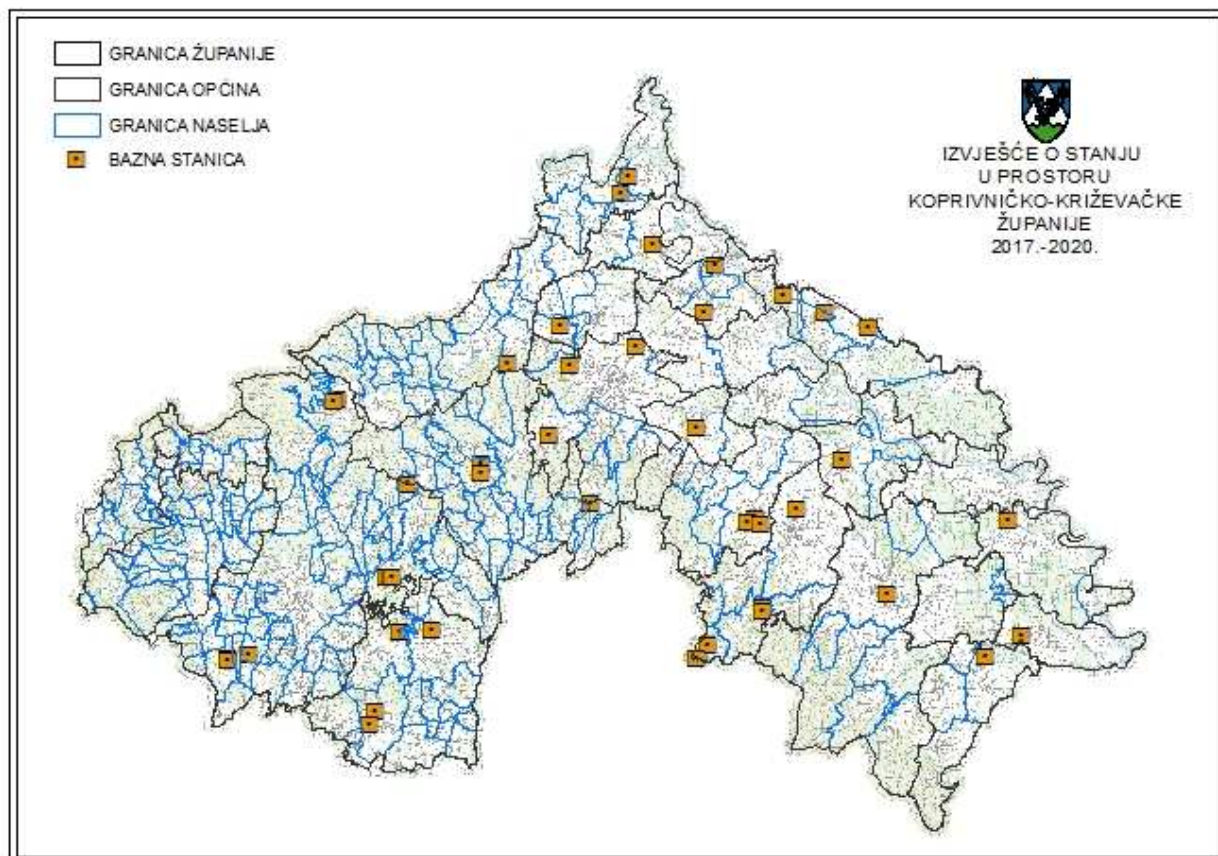 GRANICA ŽUPANIJE
GRANICA OPĆINA
GRANICA NASELJA
BAZNA STANICA
IZVJEŠĆE O STANJU
U PROSTORU
KOPRIVNIČKO-KRIŽEVAČKE
ŽUPANIJE
2017.-2020.